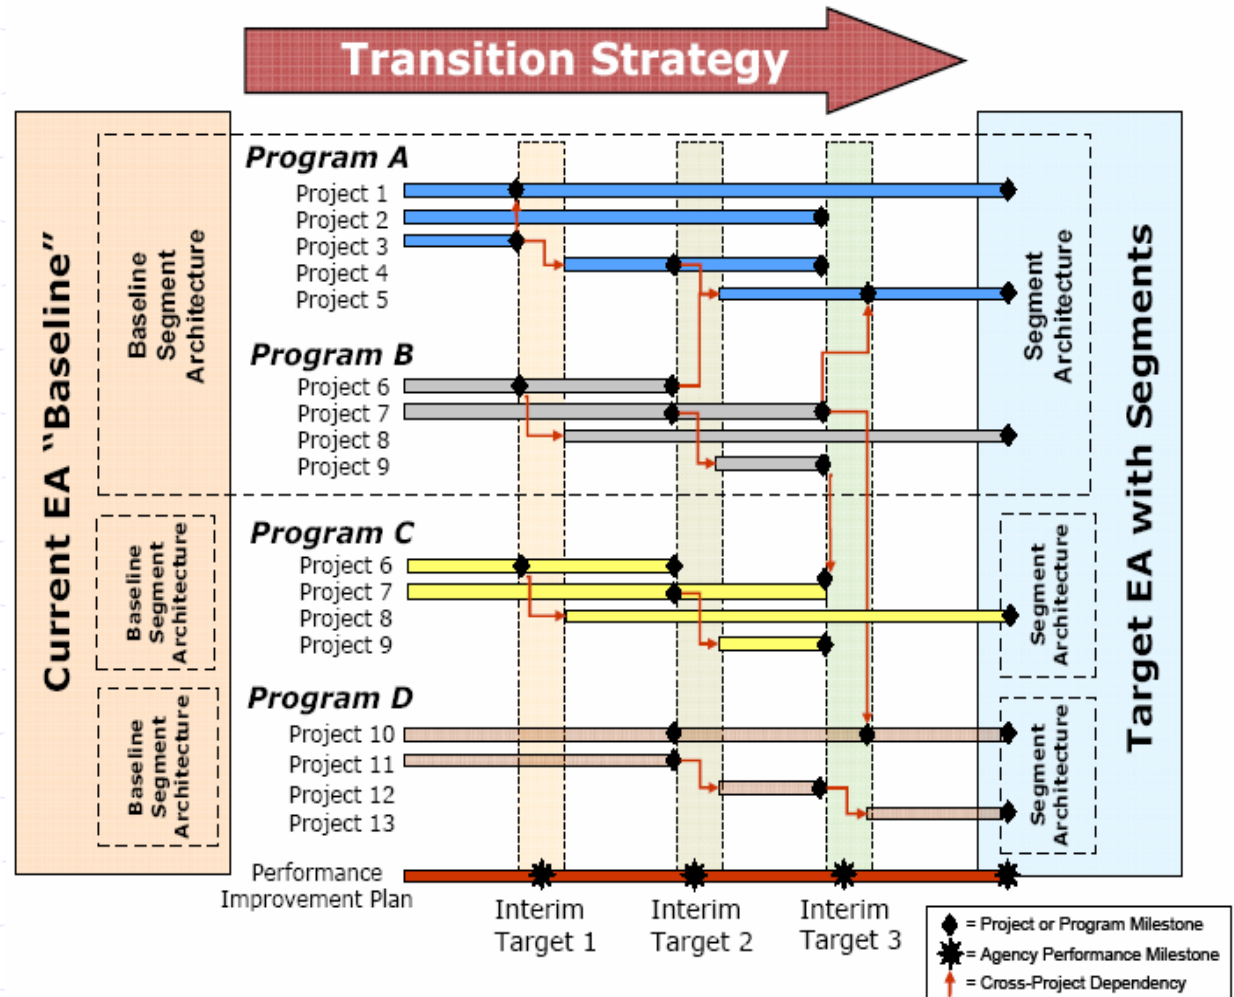 Transition Strategy
Current EA “Baseline”
Baseline
Segment
Architecture
Baseline
Segment
Architecture
Baseline
Segment
Architecture
Program A
Project 1
Project 2
Project 3
Project 4
Project 5
Program B
Project 6
Project 7
Project 8
Project 9
Program C
Project 6
Project 7
Project 8
Project 9
Program D
Project 10
Project 11
Project 12
Project 13
Performance
Improvement Plan
Interim
Target 1
Interim
Target 2
Interim
Target 3
Segment
Architecture
Segment
Architecture
Segment
Architecture
Target EA with Segments
= Project or Program Milestone
= Agency Performance Milestone
= Cross-Project Dependency